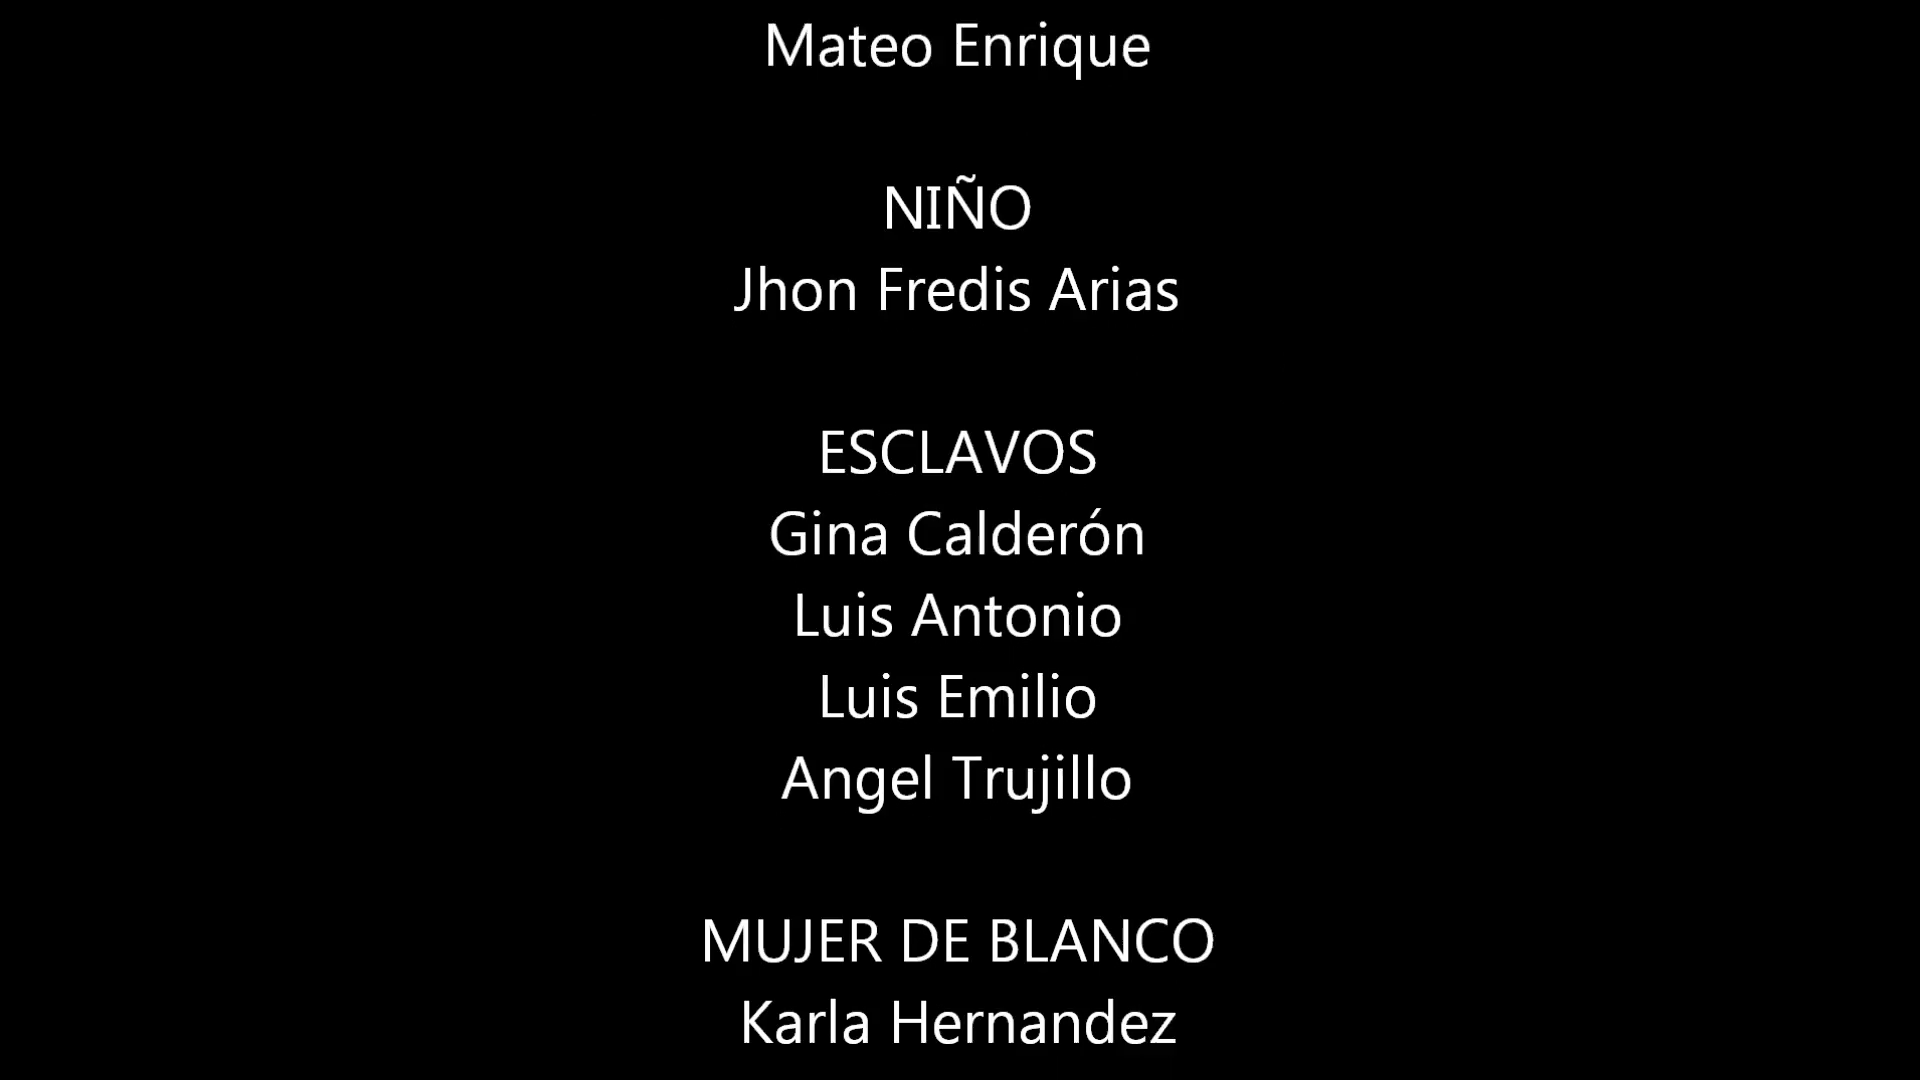 Mateo Enrique
NIÑO
Jhon Fredis Arias
ESCLAVOS
Gina Calderón
Luis Antonio
Luis Emilio
Angel Trujillo
MUJER DE BLANCO
Karla Hernandez